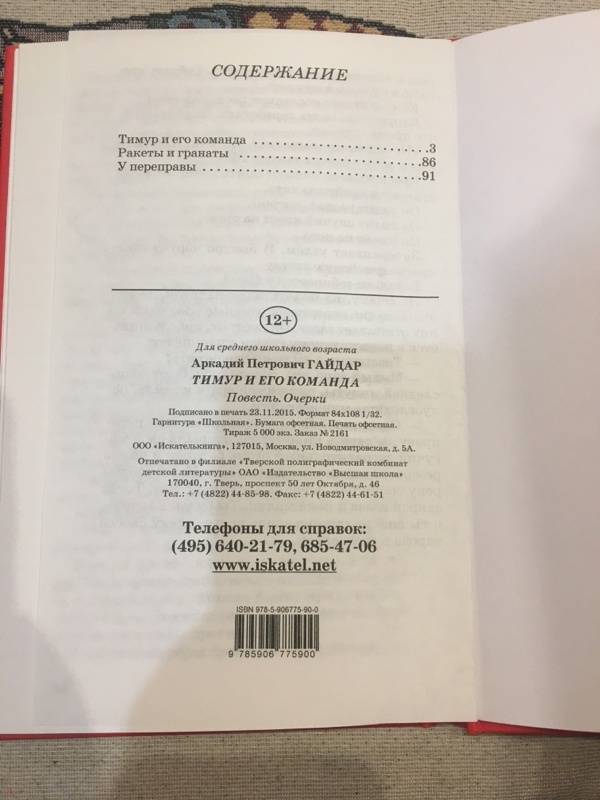 СОДЕРЖАНИЕ
Тимур и его команда . . . . . . . . . . . . . . . . . . . . . . . . . . .3
Ракеты и гранаты . . . . . . . . . . . . . . . . . . . . . . . . . . . .86
У переправы . . . . . . . . . . . . . . . . . . . . . . . . . . . . . . . .91
12+
Для среднего школьного возраста
Аркадий Петрович ГАЙДАР
ТИМУР И ЕГО КОМАНДА
Повесть. Очерки
Подписано в печать 23.11.2015. Формат 84х108 1/32.
Гарнитура «Школьная». Бумага офсетная. Печать офсетная.
Тираж 5 000 экз. Заказ № 2161
ООО «Искателькнига», 127015, Москва, ул. Новодмитровская, д. 5А.
Отпечатано в филиале «Тверской полиграфический комбинат
детской литературы» ОАО «Издательство «Высшая школа»
170040, г. Тверь, проспект 50 лет Октября, д. 46
Тел.: +7 (4822) 44-85-98. Факс: +7 (4822) 44-61-51
Телефоны для справок:
(495) 640-21-79, 685-47-06
www.iskatel.net
ISBN 978-5-906775-90-0
9 785906 775900